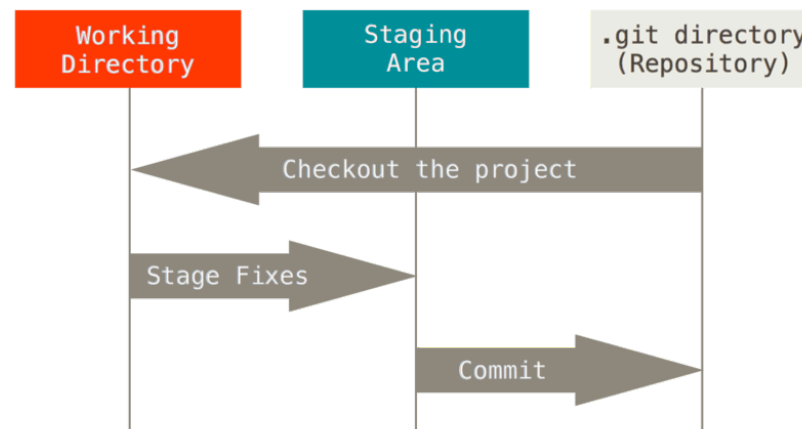 Working
Directory
Staging
Area
.git directory
(Repository)
Checkout the project
Stage Fixes
Commit